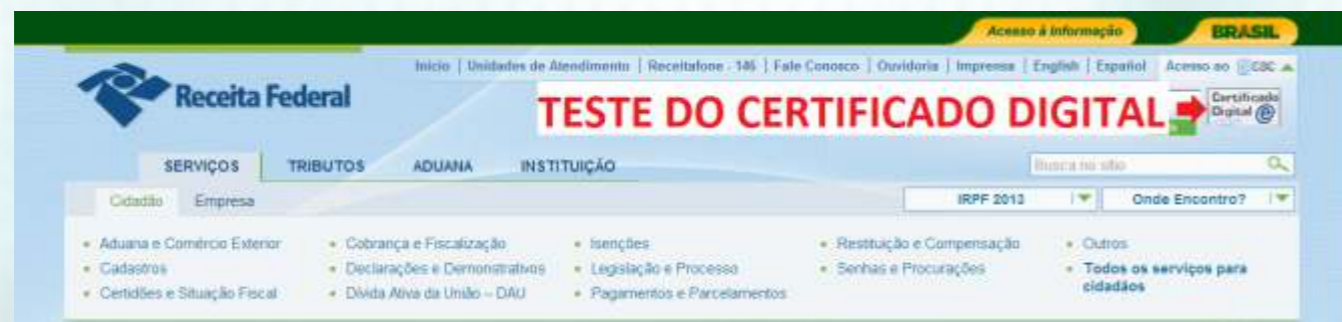 Acesso à Informação BRASIL
Início | Unidades de Atendimento | Receitafone - 146 | Fale Conosco | Ouvidoria | Imprensa | English | Español Acesso ao eCAC
Receita Federal
TESTE DO CERTIFICADO DIGITAL
Certificado
Digital
SERVIÇOS TRIBUTOS ADUANA INSTITUIÇÃO Busca no sítio
Cidadão Empresa IRPF 2013 Onde Encontro?
Aduana e Comércio Exterior Cobrança e Fiscalização Isenções Restituição e Compensação Outros
Cadastros Declarações e Demonstrativos Legislação e Processo Senhas e Procurações Todos os serviços para
Certidões e Situação Fiscal Dívida Ativa da União – DAU Pagamentos e Parcelamentos cidadãos